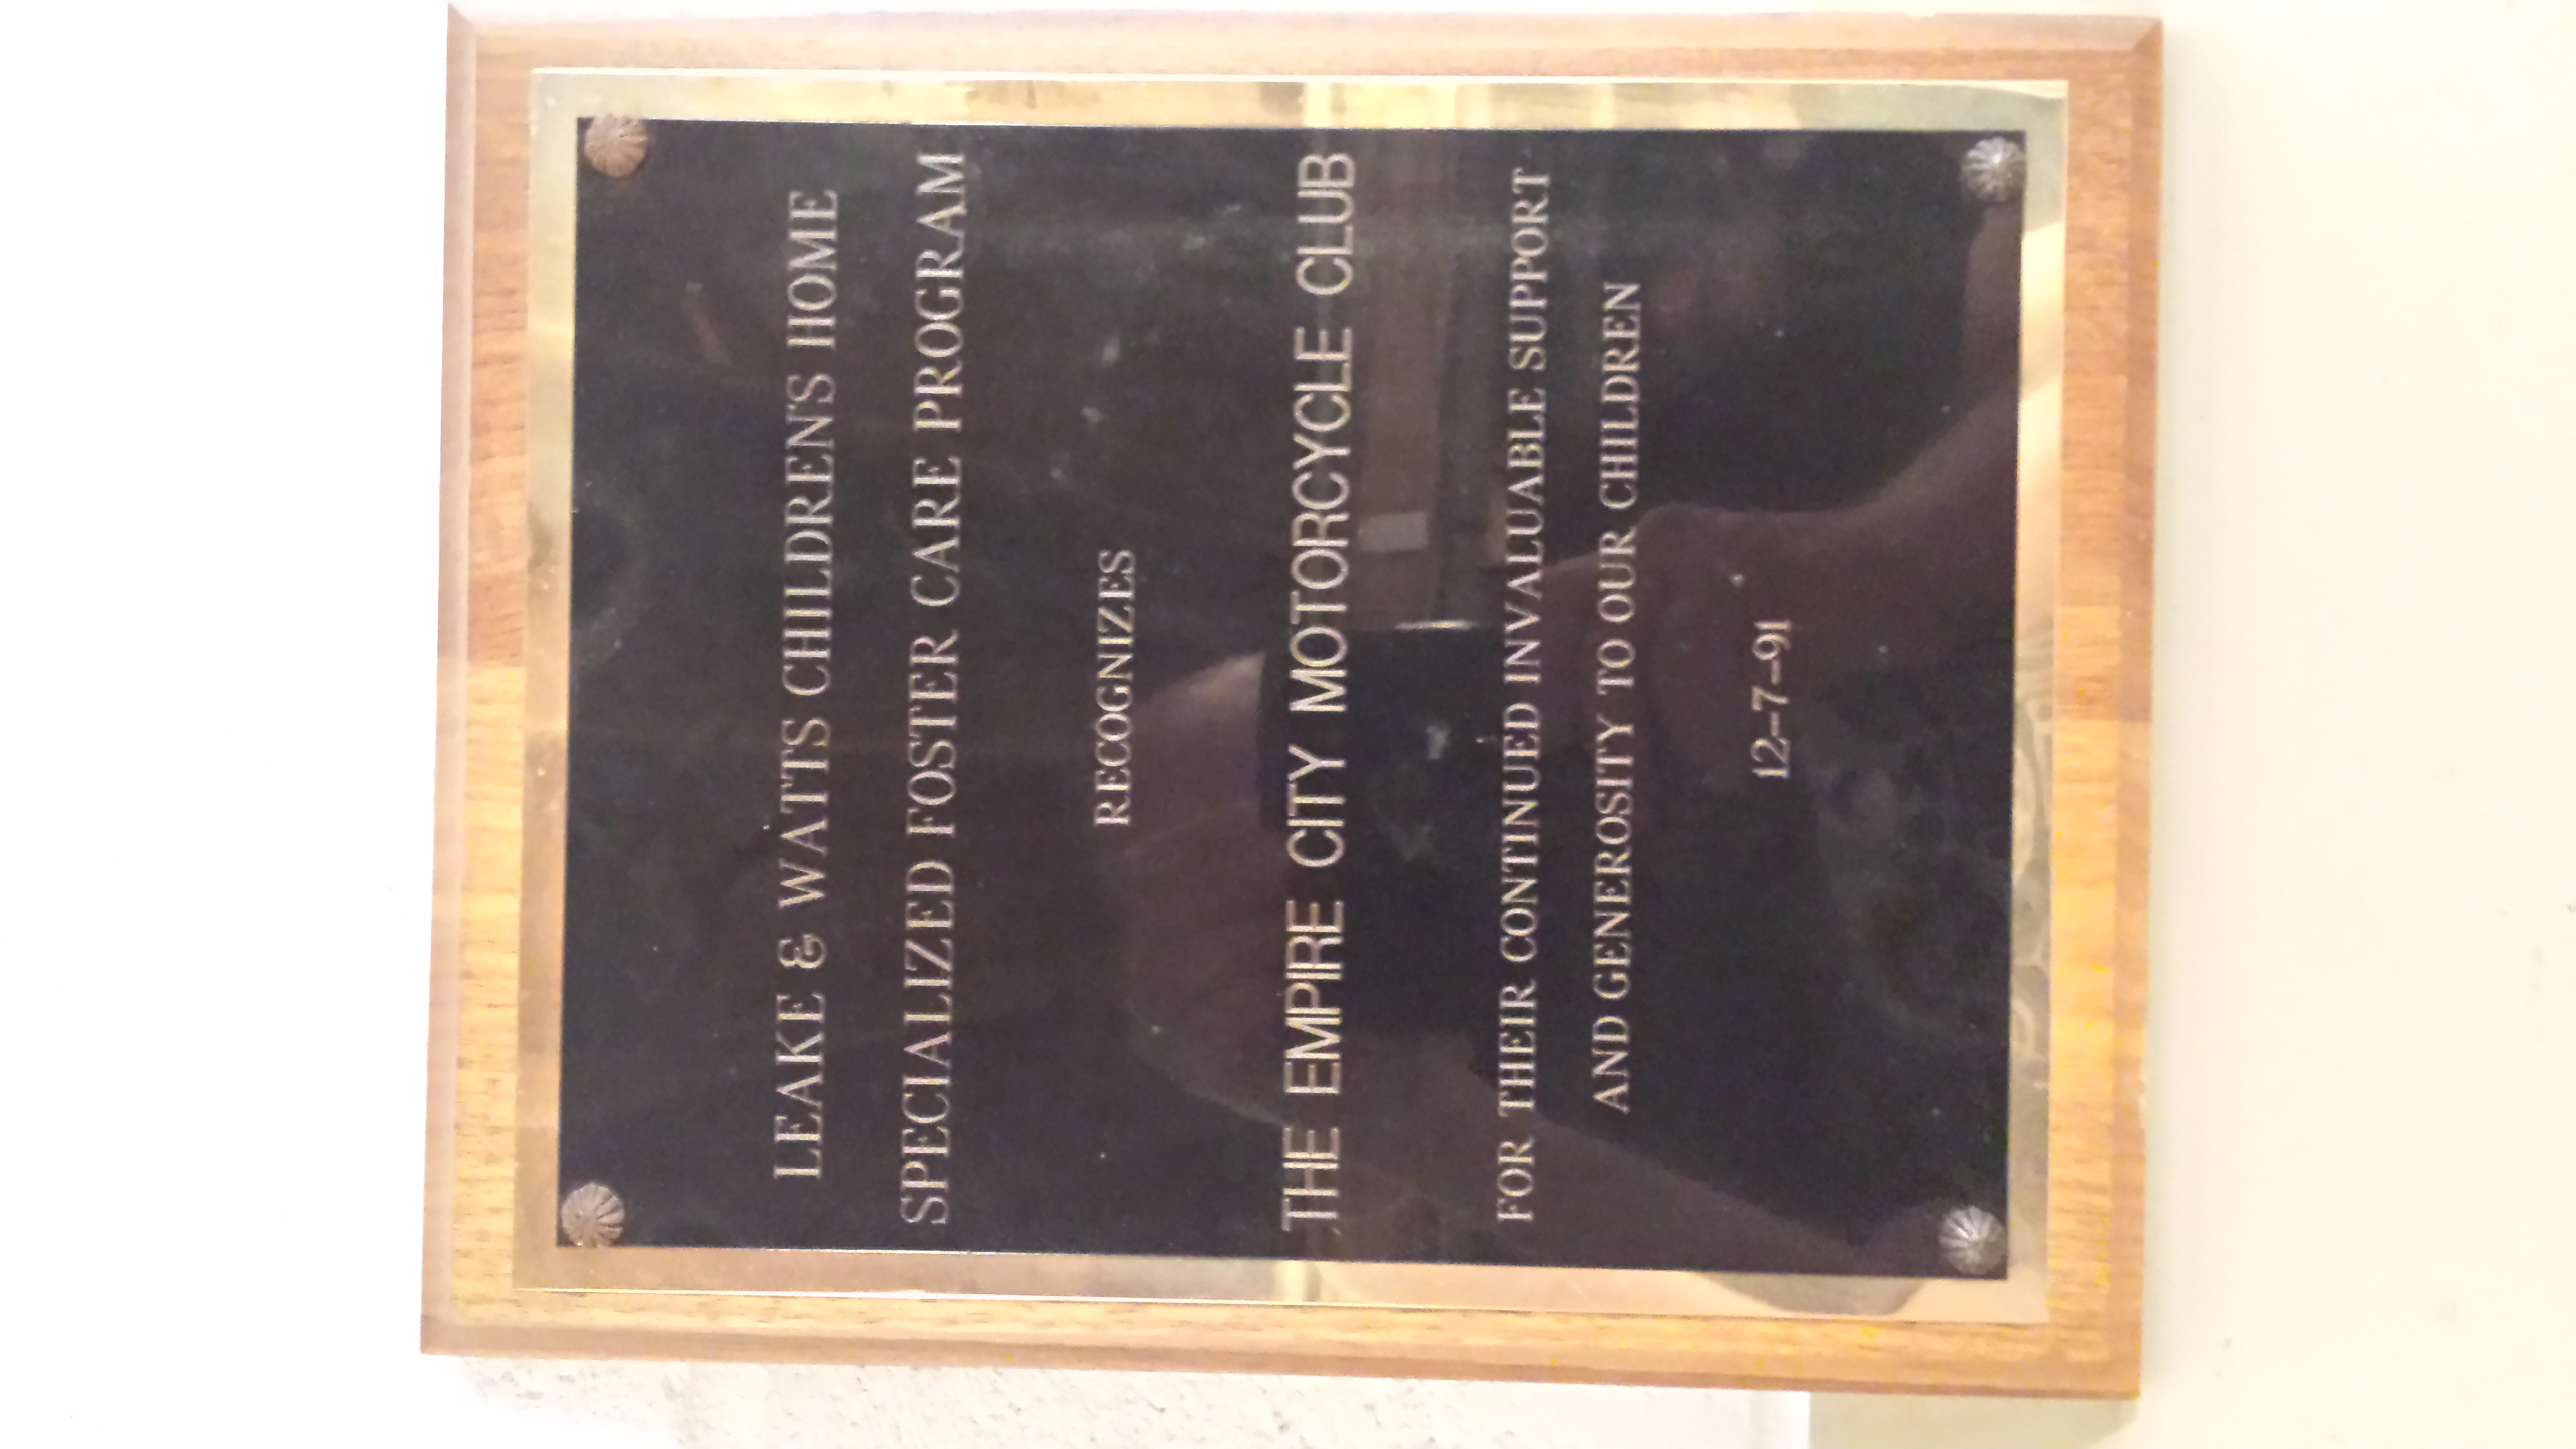 LEAKE & WATTS CHILDREN'S HOME
SPECIALIZED FOSTER CARE PROGRAM
RECOGNIZES
THE EMPIRE CITY MOTORCYCLE CLUB
FOR THEIR CONTINUED INVALUABLE SUPPORT
AND GENEROSITY TO OUR CHILDREN
12-7-91